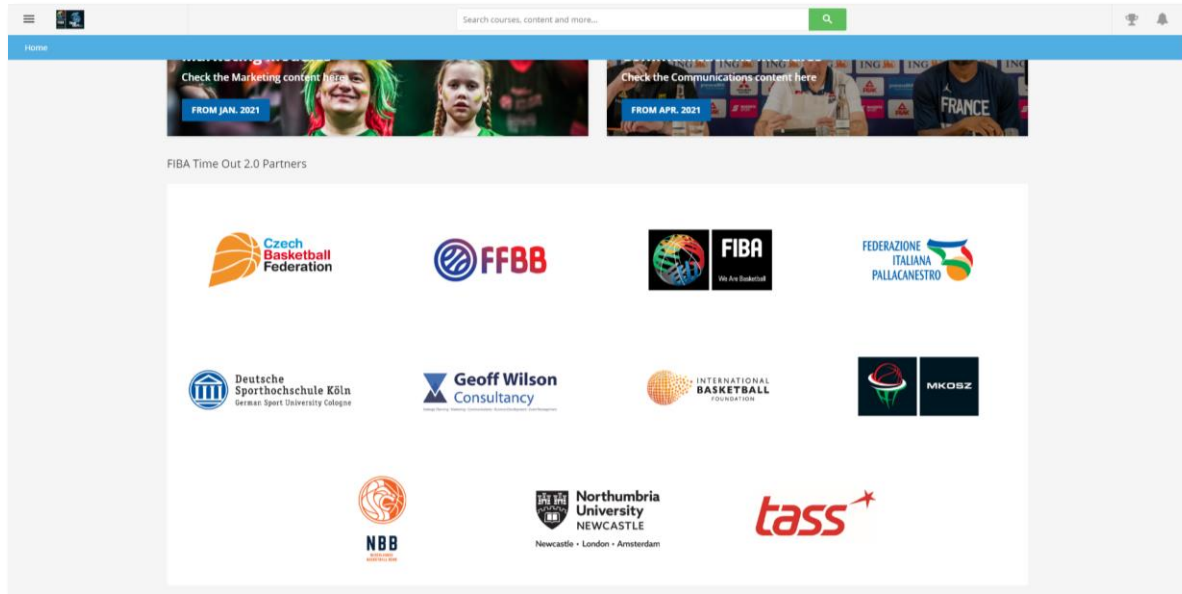 Search courses, content and more...
Home
Check the Marketing content here
FROM JAN. 2021
Check the Communications content here
FROM APR. 2021
FRANCE
FIBA Time Out 2.0 Partners
Czech
Basketball
Federation
FFBB
FIBA
We Are Basketball
FEDERAZIONE
ITALIANA
PALLACANESTRO
Deutsche
Sporthochschule Köln
German Sport University Cologne
Geoff Wilson
Consultancy
INTERNATIONAL
BASKETBALL
FOUNDATION
MKOSZ
NBB
Northumbria
University
NEWCASTLE
Newcastle • London • Amsterdam
tass